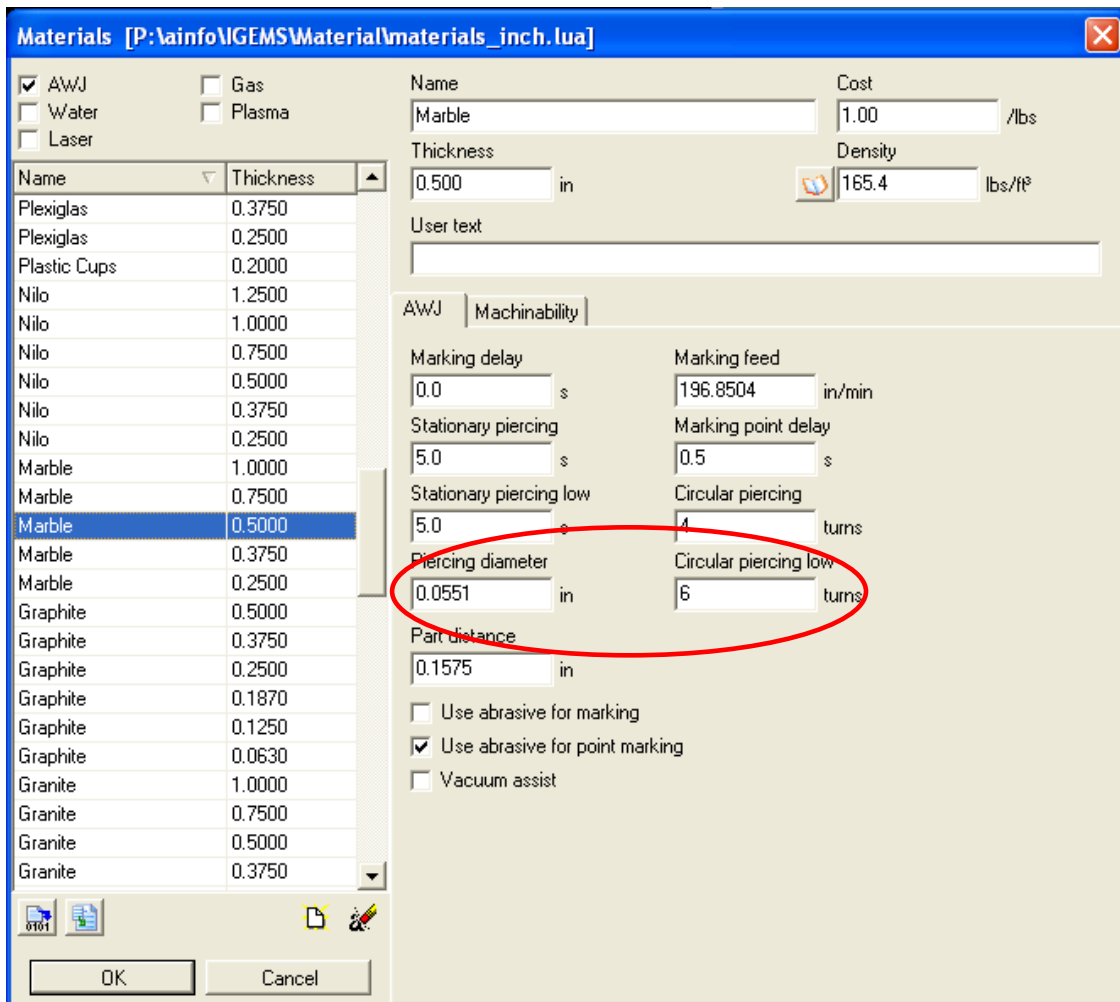 Materials [P:\ainfo\IGEMS\Material\materials_inch.lua]
AWJ Gas
Water Plasma
Laser
Name Thickness
Plexiglas 0.3750
Plexiglas 0.2500
Plastic Cups 0.2000
Nilo 1.2500
Nilo 1.0000
Nilo 0.7500
Nilo 0.5000
Nilo 0.3750
Nilo 0.2500
Marble 1.0000
Marble 0.7500
Marble 0.5000
Marble 0.3750
Marble 0.2500
Graphite 0.5000
Graphite 0.3750
Graphite 0.2500
Graphite 0.1870
Graphite 0.1250
Graphite 0.0630
Granite 1.0000
Granite 0.7500
Granite 0.5000
Granite 0.3750
0101
OK Cancel
Name Cost
Marble 1.00 /lbs
Thickness Density
0.500 in 165.4 lbs/ft³
User text
AWJ Machinability
Marking delay Marking feed
0.0 s 196.8504 in/min
Stationary piercing Marking point delay
5.0 s 0.5 s
Stationary piercing low Circular piercing
5.0 s 4 turns
Piercing diameter Circular piercing low
0.0551 in 6 turns
Part distance
0.1575 in
Use abrasive for marking
Use abrasive for point marking
Vacuum assist